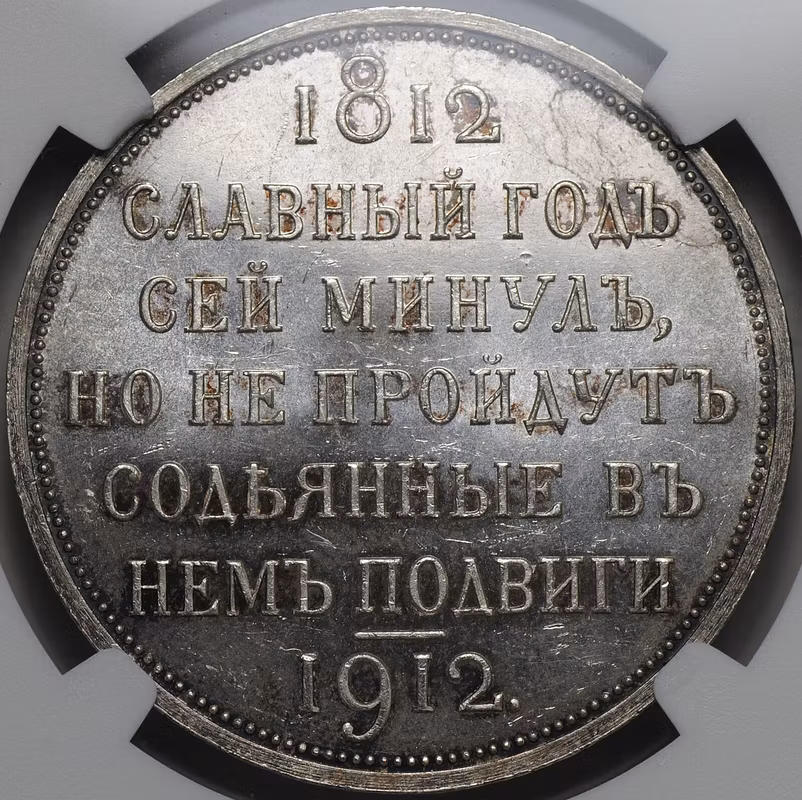 1812
СЛАВНЫЙ ГОДЪ
СЕЙ МИНУЛЪ,
НО НЕ ПРОЙДУТЪ
СОДѢЯННЫЕ ВЪ
НЕМЪ ПОДВИГИ
1912.